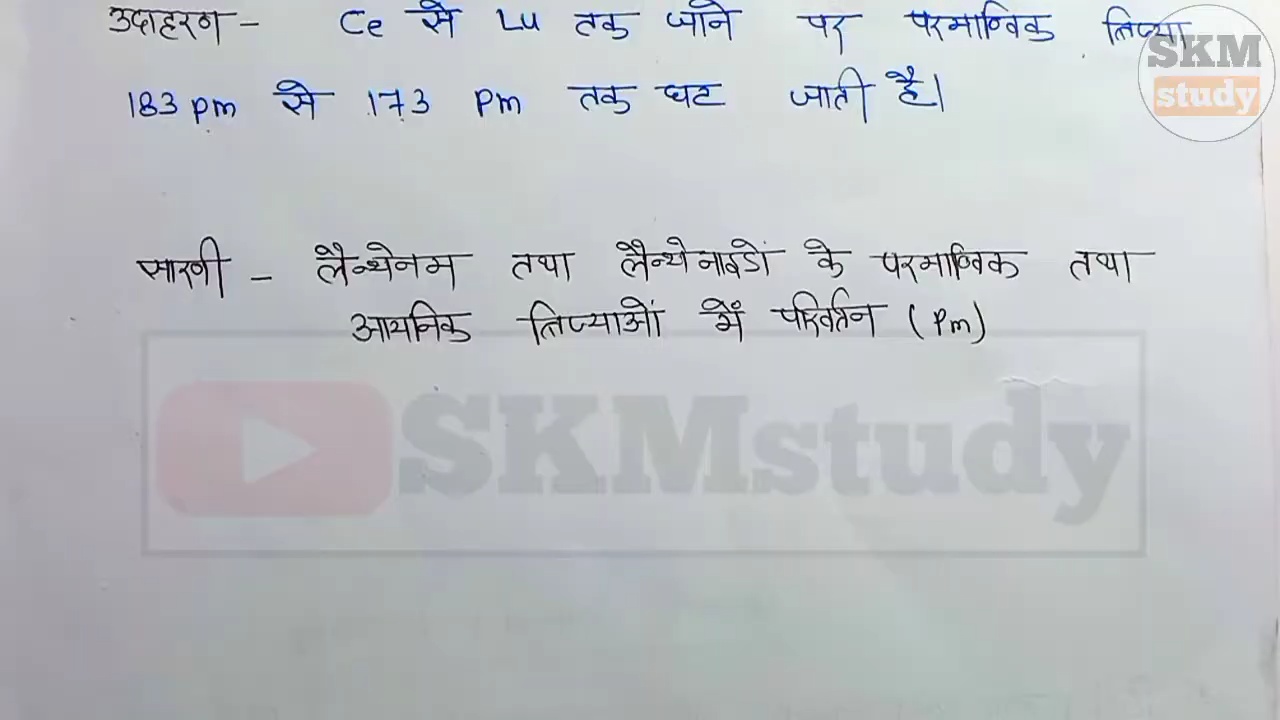 उदाहरण - Ce से Lu तक जाने पर परमाण्विक त्रिज्या
183 pm से 173 pm तक घट जाती है।
SKM
study
सारणी - लैन्थेनम तथा लैन्थेनाइडों के परमाण्विक तथा
आयनिक त्रिज्याओं में परिवर्तन (Pm)
SKMstudy